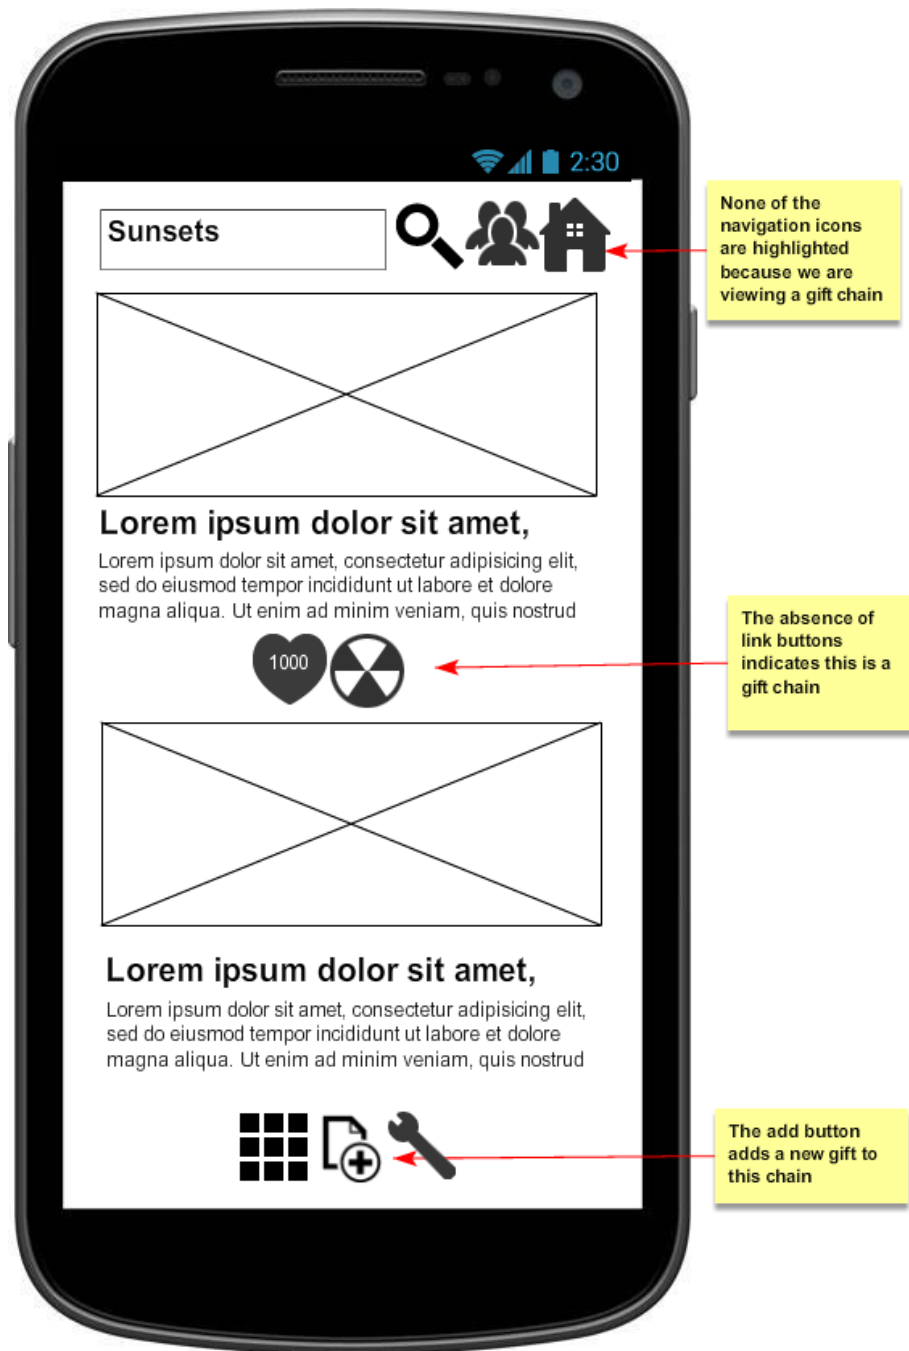 2:30
Sunsets
None of the
navigation icons
are highlighted
because we are
viewing a gift chain
Lorem ipsum dolor sit amet,
Lorem ipsum dolor sit amet, consectetur adipisicing elit,
sed do eiusmod tempor incididunt ut labore et dolore
magna aliqua. Ut enim ad minim veniam, quis nostrud
1000
The absence of
link buttons
indicates this is a
gift chain
Lorem ipsum dolor sit amet,
Lorem ipsum dolor sit amet, consectetur adipisicing elit,
sed do eiusmod tempor incididunt ut labore et dolore
magna aliqua. Ut enim ad minim veniam, quis nostrud
The add button
adds a new gift to
this chain